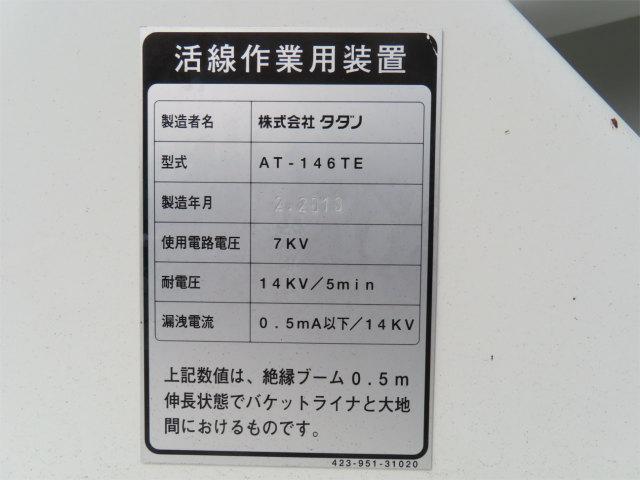 活線作業用装置
製造者名 株式会社タダノ
型式 AT-146TE
製造年月 2.2013
使用電路電圧 7KV
耐電圧 14KV/5min
漏洩電流 0.5mA以下/14KV
上記数値は、絶縁ブーム0.5m
伸長状態でバケットライナと大地
間におけるものです。
423-951-31020